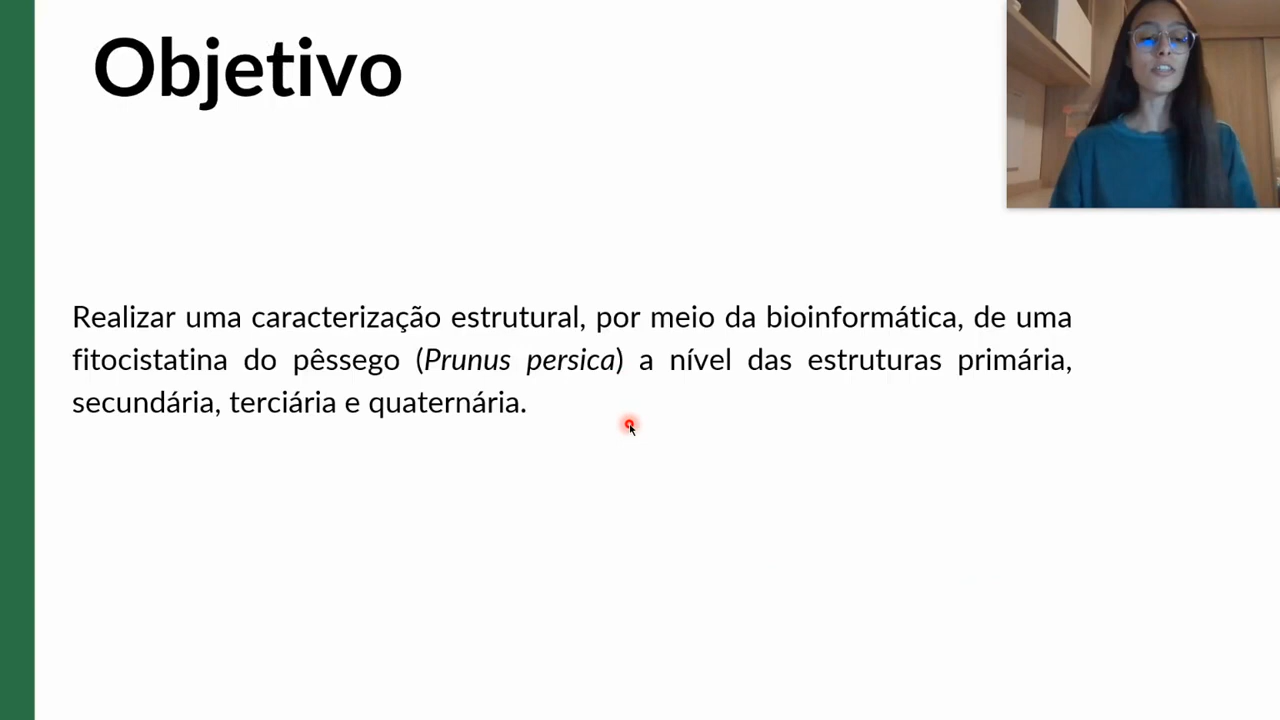 Objetivo
Realizar uma caracterização estrutural, por meio da bioinformática, de uma
fitocistatina do pêssego (Prunus persica) a nível das estruturas primária,
secundária, terciária e quaternária.